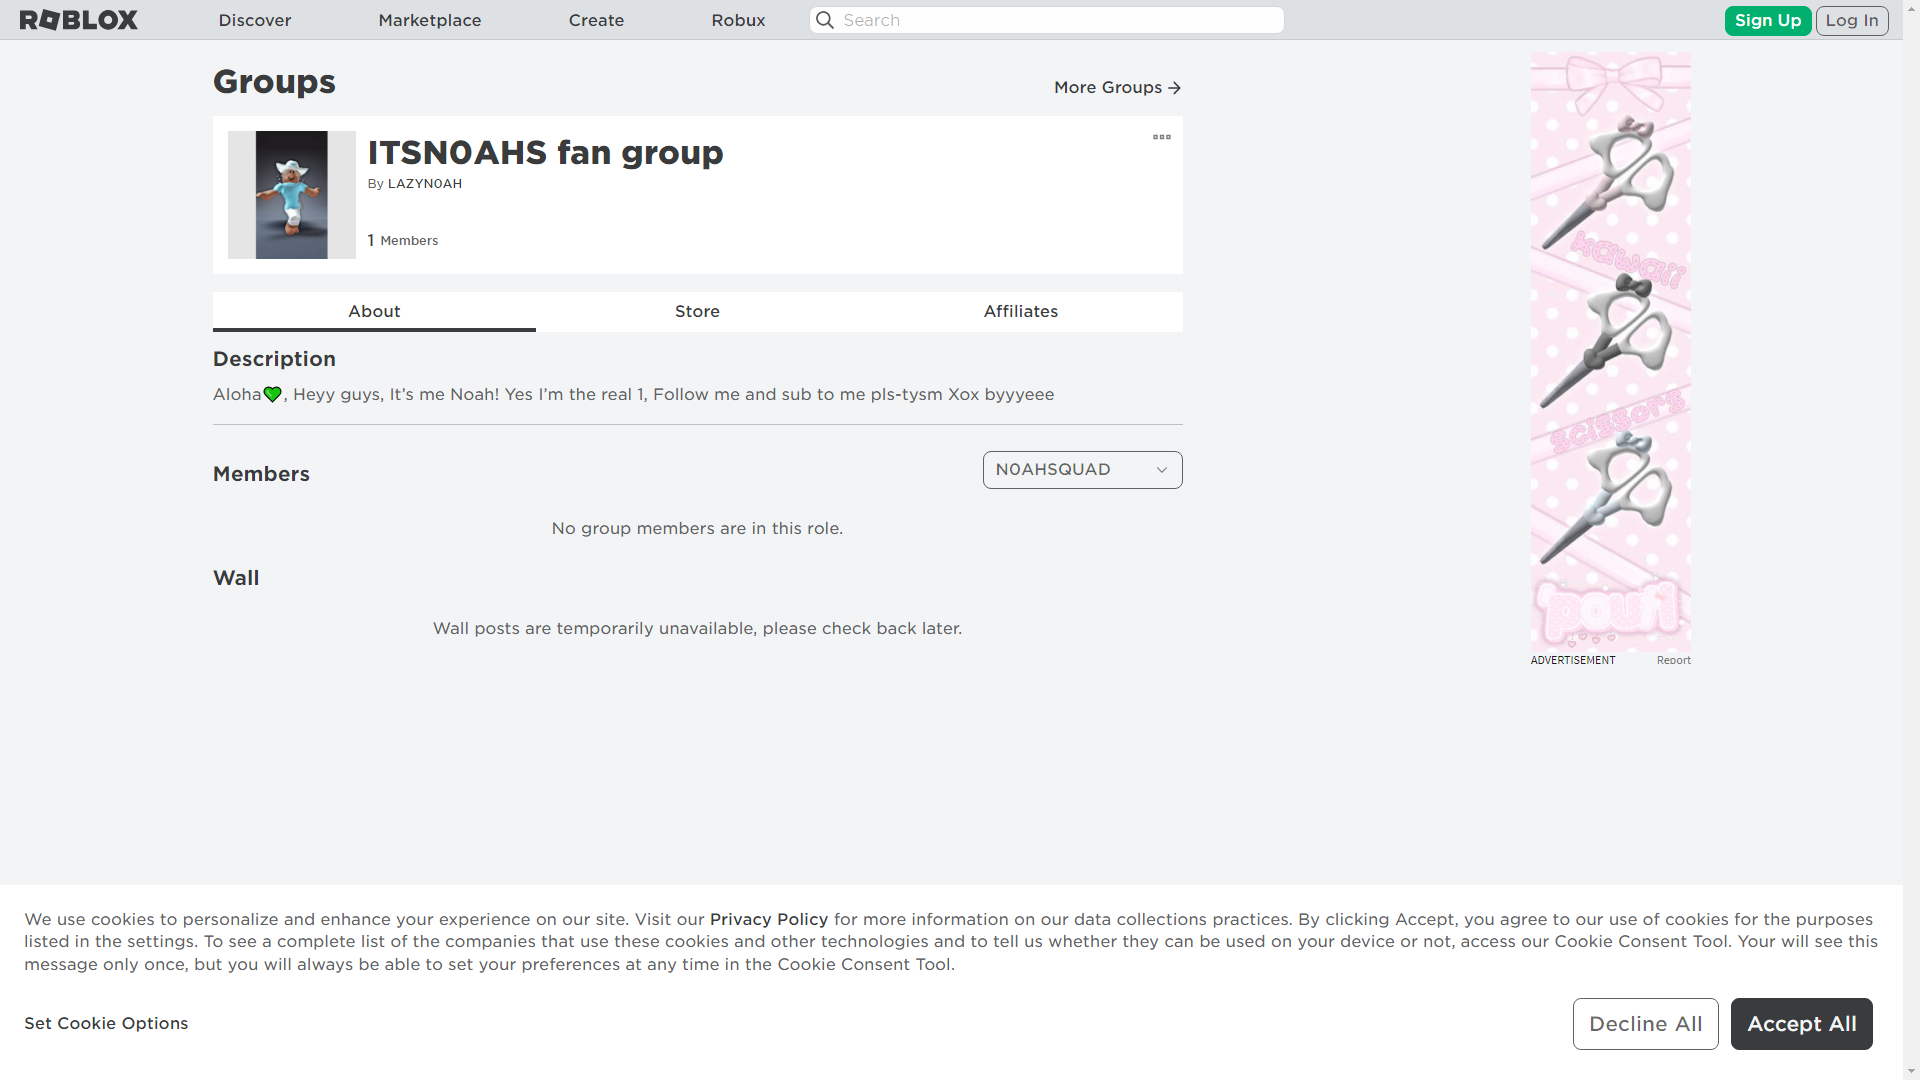 ROBLOX
Discover
Marketplace
Create
Robux
Search
Sign Up
Log In
Groups
More Groups
ITSN0AHS fan group
By LAZYN0AH
1 Members
About
Store
Affiliates
Description
Aloha💚, Heyy guys, It’s me Noah! Yes I’m the real 1, Follow me and sub to me pls-tysm Xox byyyeee
Members
N0AHSQUAD
No group members are in this role.
Wall
Wall posts are temporarily unavailable, please check back later.
kawaii
scissors
'poufl
ADVERTISEMENT
Report
We use cookies to personalize and enhance your experience on our site. Visit our Privacy Policy for more information on our data collections practices. By clicking Accept, you agree to our use of cookies for the purposes
listed in the settings. To see a complete list of the companies that use these cookies and other technologies and to tell us whether they can be used on your device or not, access our Cookie Consent Tool. Your will see this
message only once, but you will always be able to set your preferences at any time in the Cookie Consent Tool.
Set Cookie Options
Decline All
Accept All